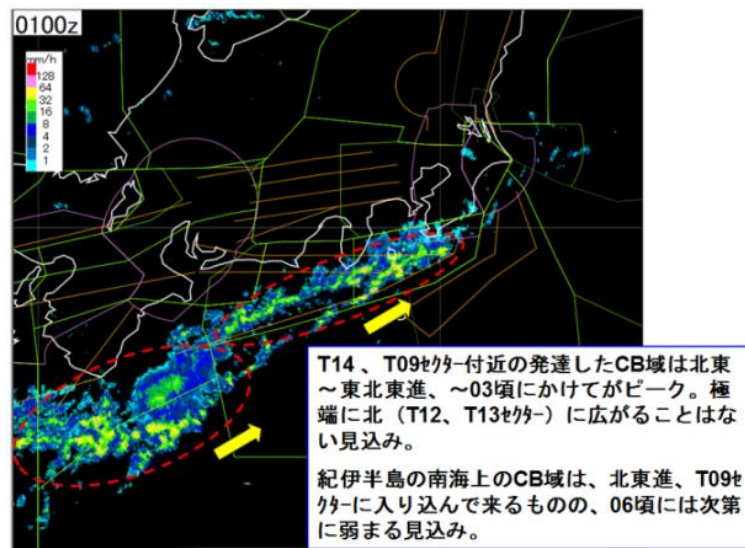 0100z
mm/h
128
64
32
16
8
4
2
1
T14、T09ｾｸﾀｰ付近の発達したCB域は北東
～東北東進、～03頃にかけてがピーク。極
端に北（T12、T13ｾｸﾀｰ）に広がることはな
い見込み。
紀伊半島の南海上のCB域は、北東進、T09ｾ
ｸﾀｰに入り込んで来るものの、06頃には次第
に弱まる見込み。